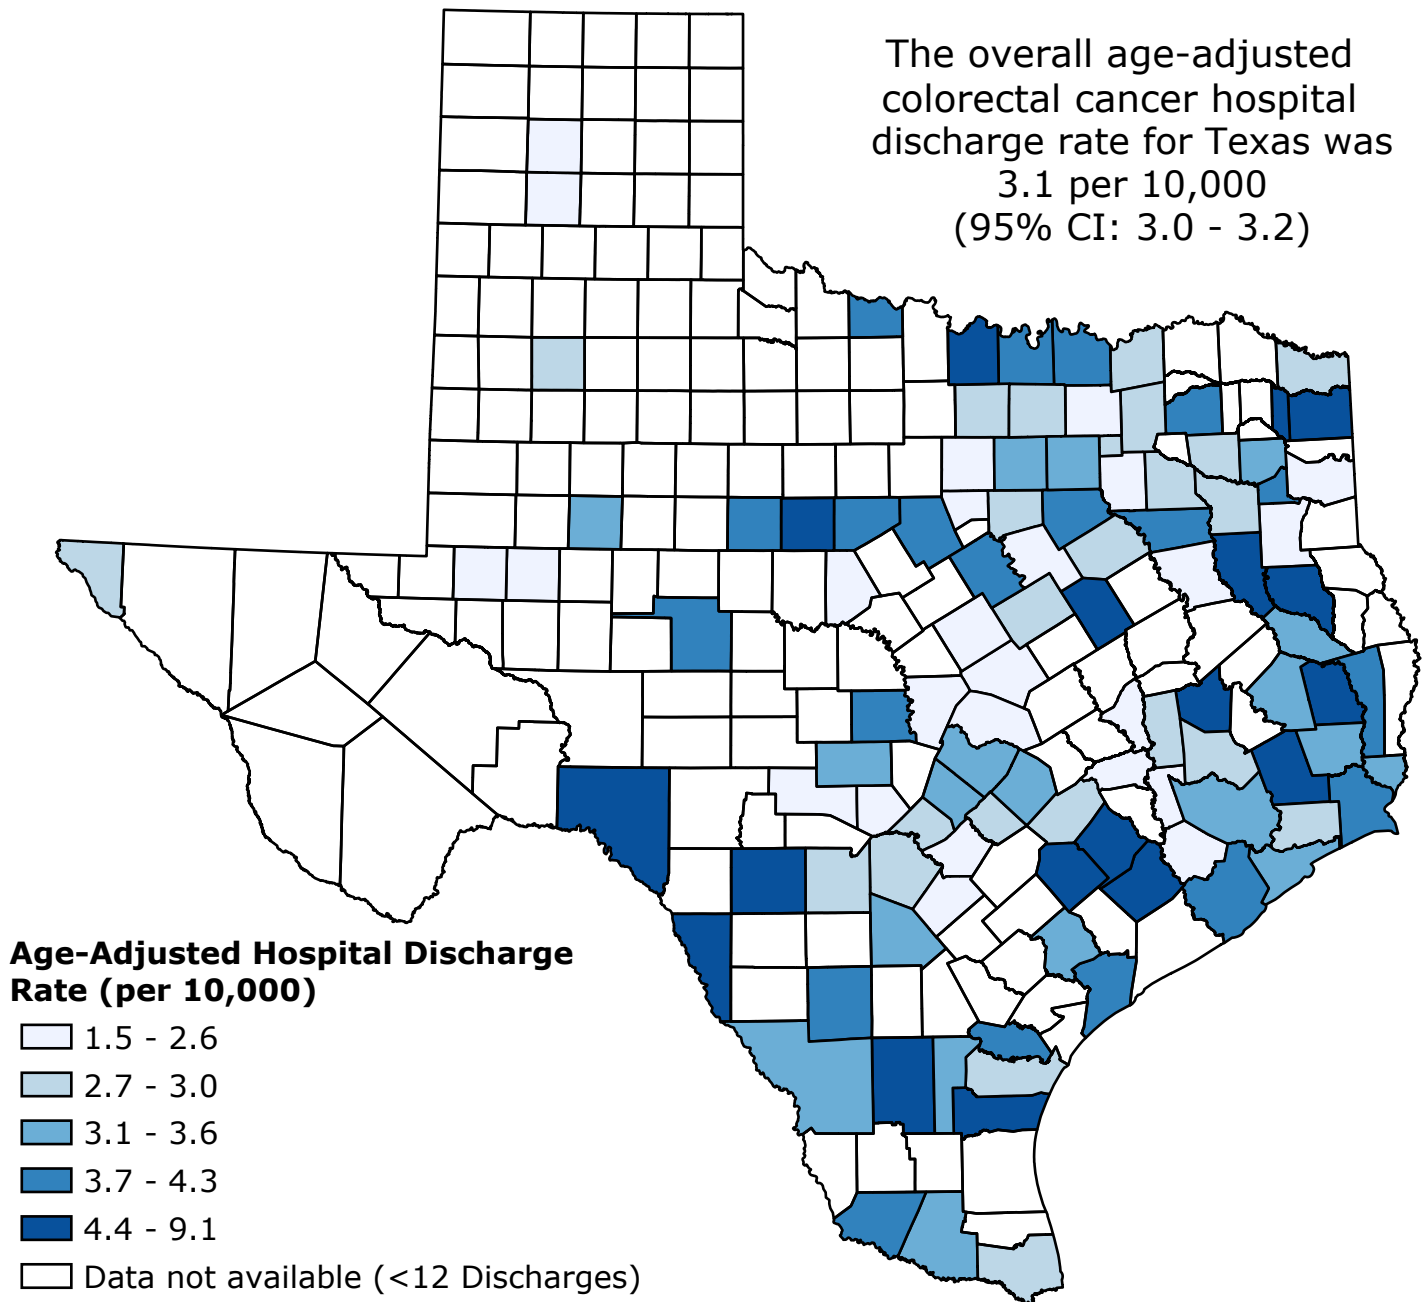 The overall age-adjusted
colorectal cancer hospital
discharge rate for Texas was
3.1 per 10,000
(95% CI: 3.0 - 3.2)
Age-Adjusted Hospital Discharge
Rate (per 10,000)
1.5 - 2.6
2.7 - 3.0
3.1 - 3.6
3.7 - 4.3
4.4 - 9.1
Data not available (<12 Discharges)